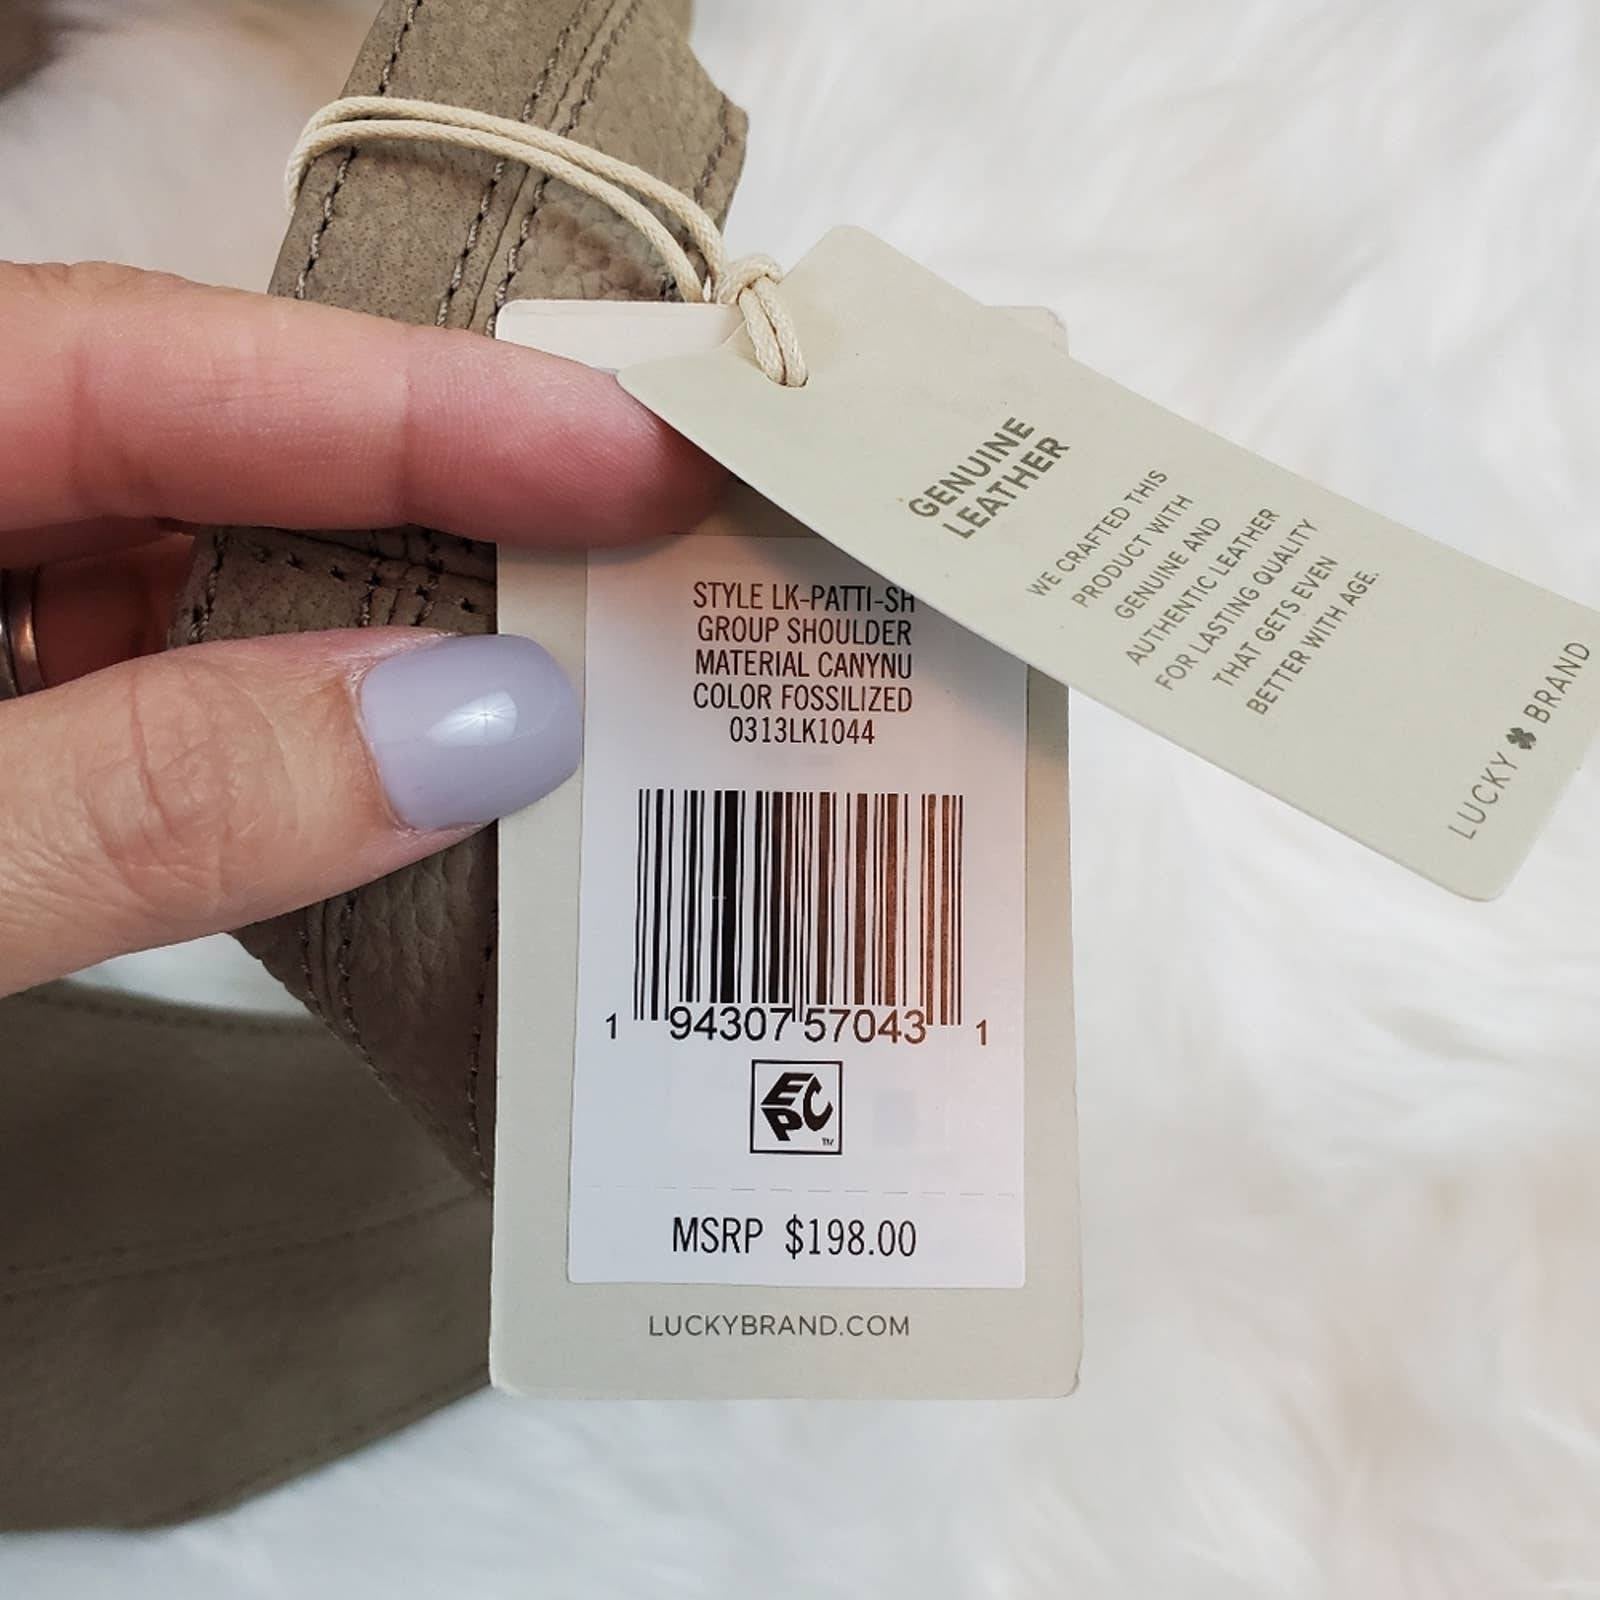 GENUINE
LEATHER
WE CRAFTED THIS
PRODUCT WITH
GENUINE AND
AUTHENTIC LEATHER
FOR LASTING QUALITY
THAT GETS EVEN
BETTER WITH AGE.
LUCKY BRAND
STYLE LK-PATTI-SH
GROUP SHOULDER
MATERIAL CANYNU
COLOR FOSSILIZED
0313LK1044
1 94307 57043 1
EPC
TM
MSRP $198.00
LUCKYBRAND.COM